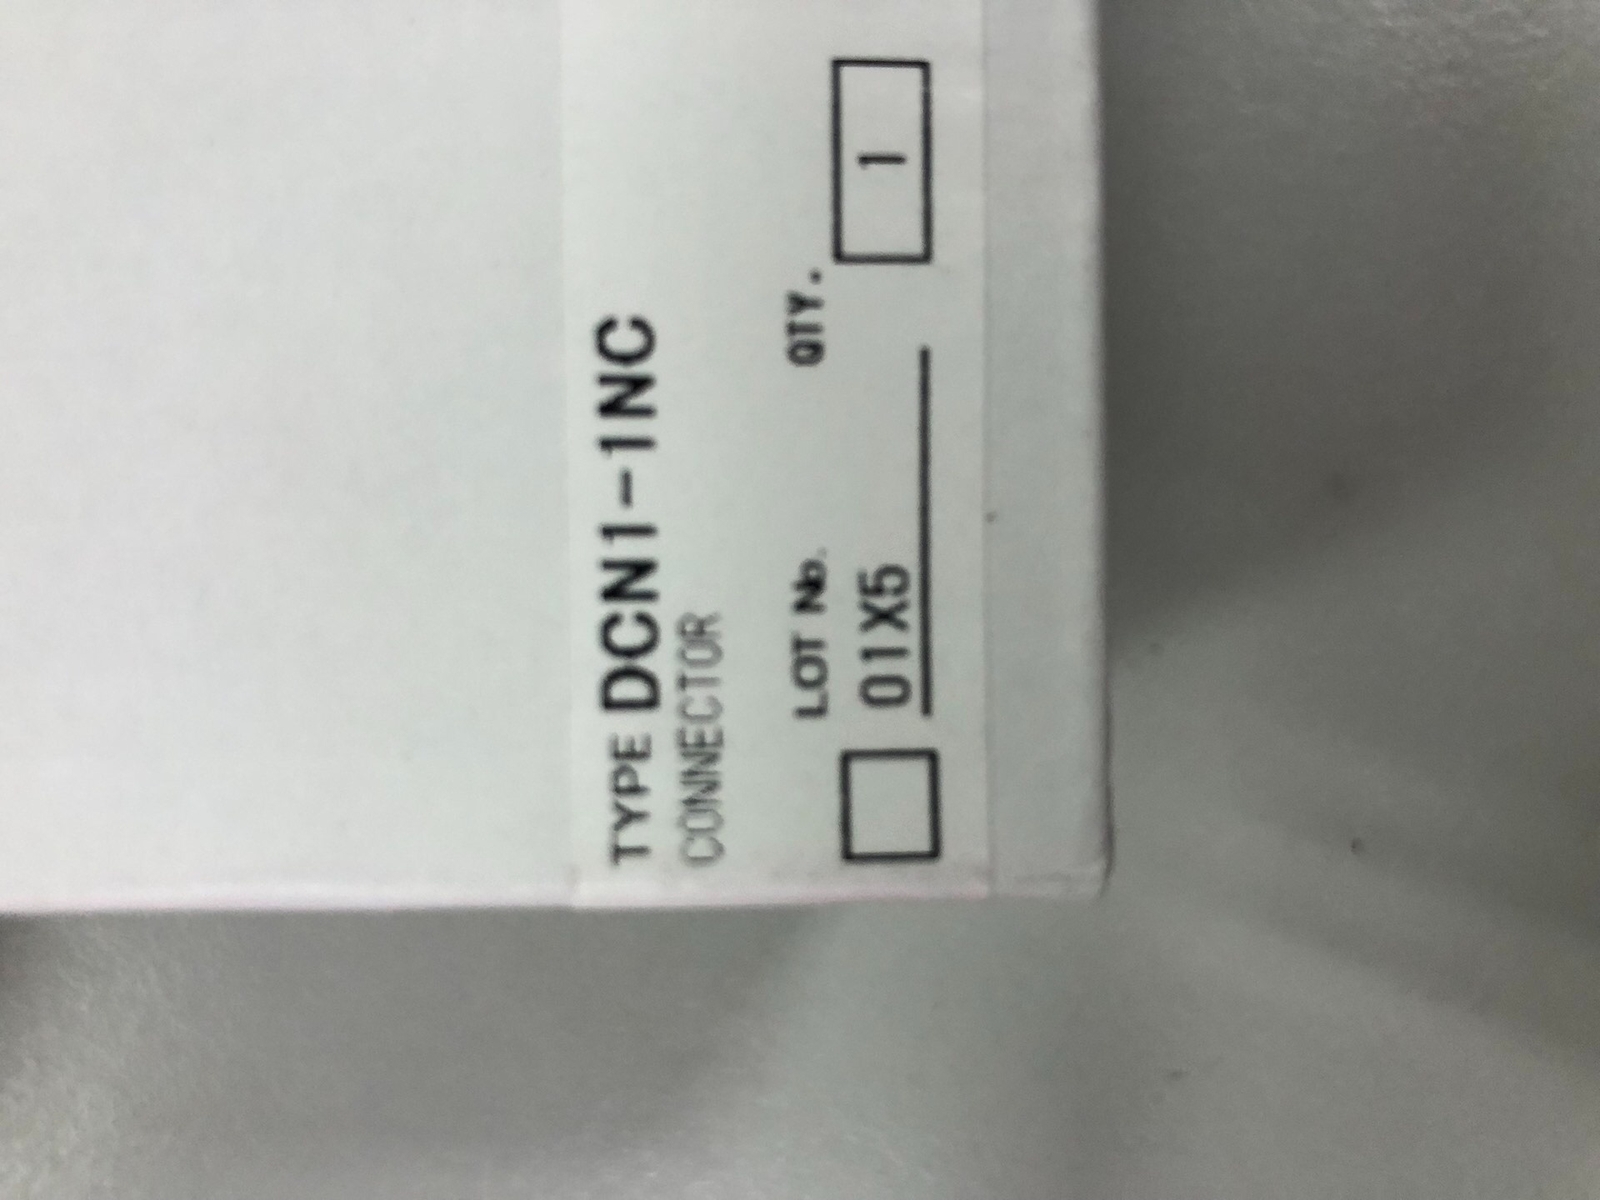 TYPE DCN1-1NC
CONNECTOR
LOT No. QTY.
01X5 1